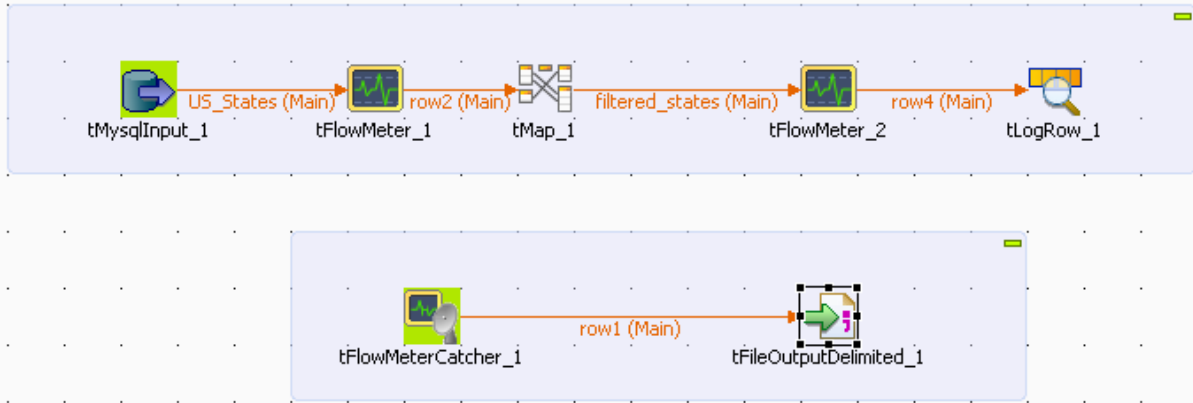 US_States (Main)
row2 (Main)
filtered_states (Main)
row4 (Main)
tMysqlInput_1
tFlowMeter_1
tMap_1
tFlowMeter_2
tLogRow_1
row1 (Main)
tFlowMeterCatcher_1
tFileOutputDelimited_1